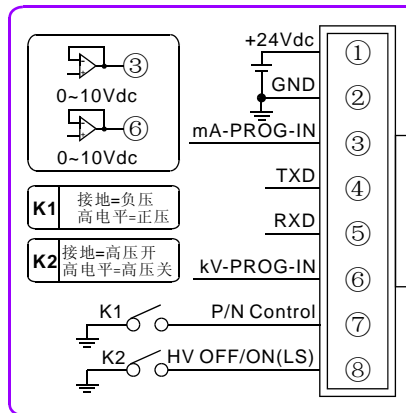 ③
0~10Vdc
⑥
0~10Vdc
K1
接地=负压
高电平=正压
K2
接地=高压开
高电平=高压关
+24Vdc
①
GND
②
mA-PROG-IN
③
TXD
④
RXD
⑤
kV-PROG-IN
⑥
K1
P/N Control
⑦
K2
HV OFF/ON(LS)
⑧